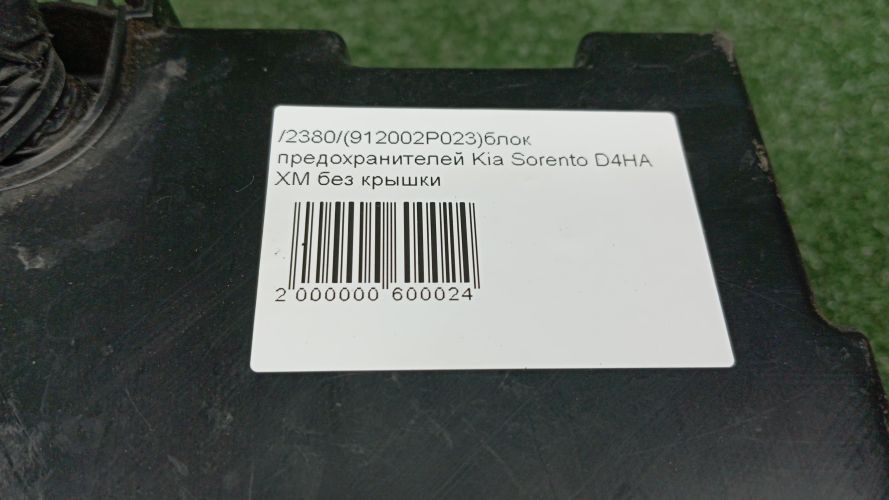 /2380/(912002P023)блок
предохранителей Kia Sorento D4HA
XM без крышки
2 000000 600024